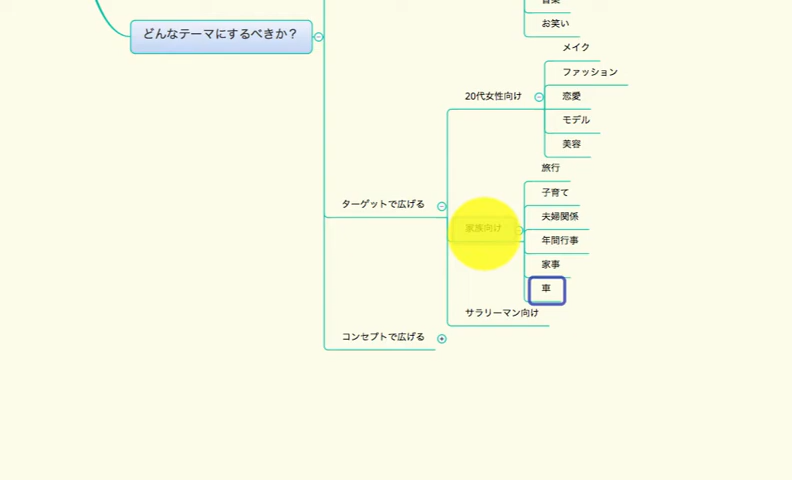 音楽
お笑い
どんなテーマにするべきか？
メイク
ファッション
20代女性向け
恋愛
モデル
美容
旅行
子育て
ターゲットで広げる
夫婦関係
家族向け
年間行事
家事
車
サラリーマン向け
コンセプトで広げる